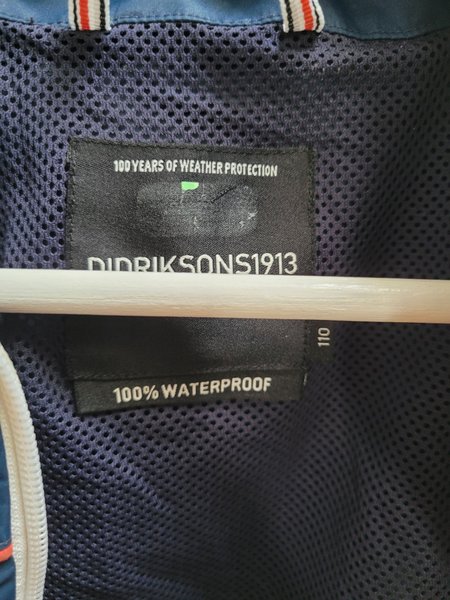 100 YEARS OF WEATHER PROTECTION
DIDRIKSONS1913
110
100% WATERPROOF